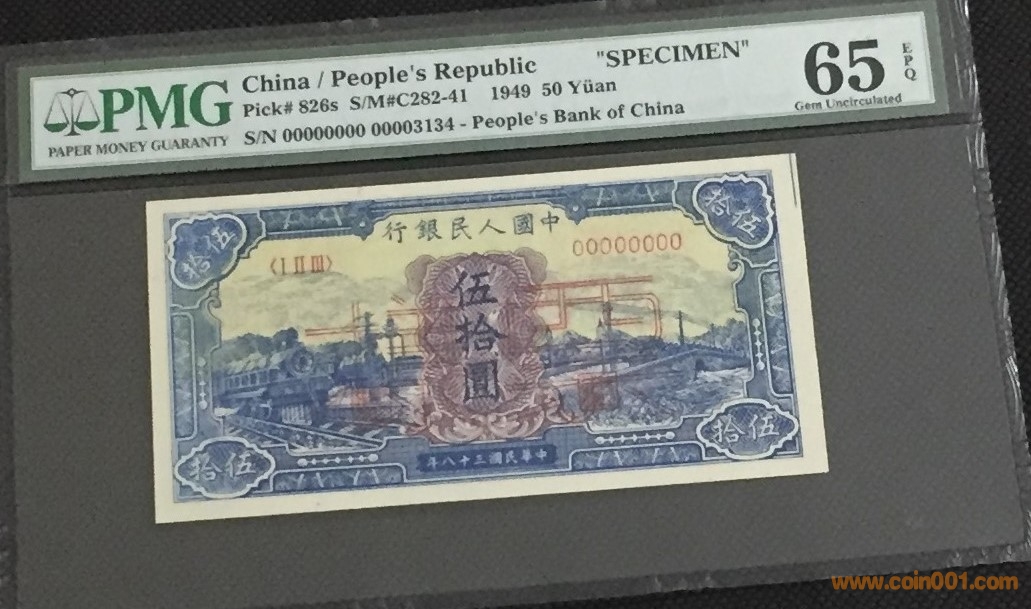 PMG
PAPER MONEY GUARANTY
China / People's Republic "SPECIMEN"
Pick# 826s S/M#C282-41 1949 50 Yüan
S/N 00000000 00003134 - People's Bank of China
65 EPQ
Gem Uncirculated
行銀民人國中
拾伍
拾伍
〈I II III〉
00000000
伍拾圓
拾伍
拾伍
年八十三國民華中
www.coin001.com